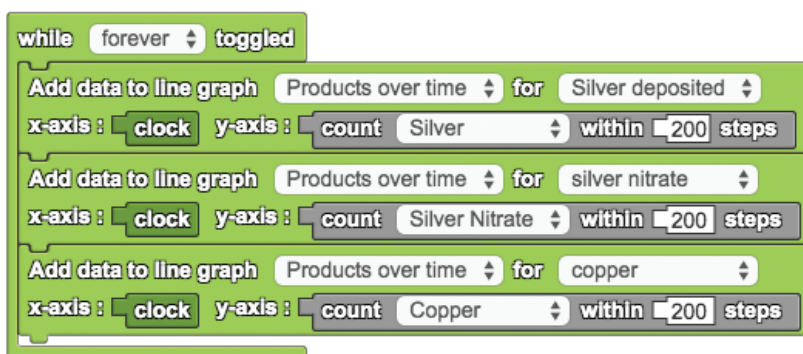 while forever toggled
Add data to line graph Products over time for Silver deposited
x-axis : clock y-axis : count Silver within 200 steps
Add data to line graph Products over time for silver nitrate
x-axis : clock y-axis : count Silver Nitrate within 200 steps
Add data to line graph Products over time for copper
x-axis : clock y-axis : count Copper within 200 steps